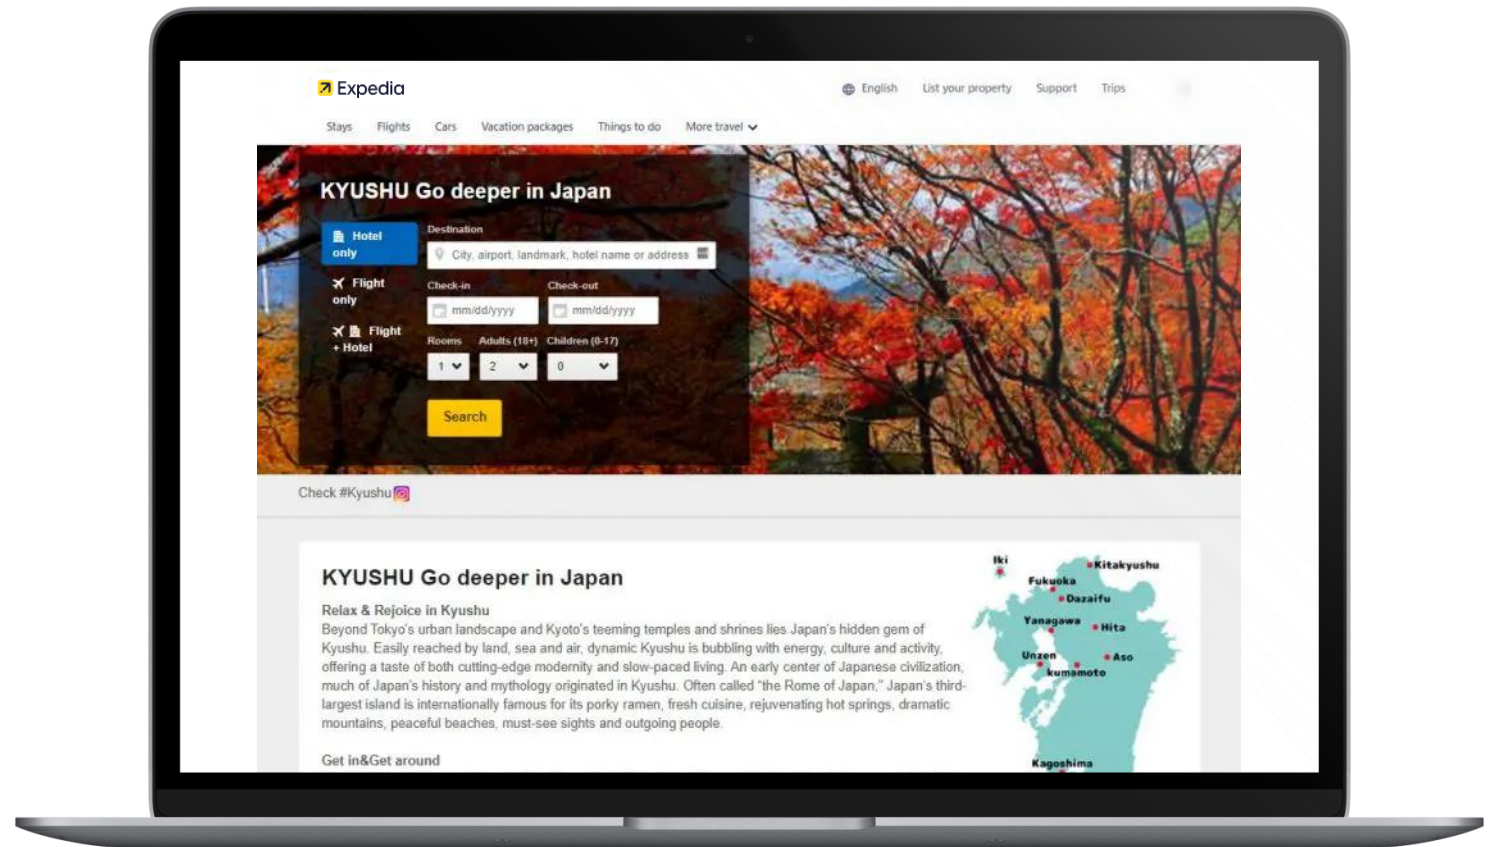 Expedia
English List your property Support Trips
Stays Flights Cars Vacation packages Things to do More travel
KYUSHU Go deeper in Japan
Hotel
only
Flight
only
Flight
+ Hotel
Destination
City, airport, landmark, hotel name or address
Check-in Check-out
mm/dd/yyyy mm/dd/yyyy
Rooms Adults (18+) Children (0-17)
1 2 0
Search
Check #Kyushu
KYUSHU Go deeper in Japan
Relax & Rejoice in Kyushu
Beyond Tokyo's urban landscape and Kyoto's teeming temples and shrines lies Japan's hidden gem of
Kyushu. Easily reached by land, sea and air, dynamic Kyushu is bubbling with energy, culture and activity,
offering a taste of both cutting-edge modernity and slow-paced living. An early center of Japanese civilization,
much of Japan's history and mythology originated in Kyushu. Often called “the Rome of Japan,” Japan's third-
largest island is internationally famous for its porky ramen, fresh cuisine, rejuvenating hot springs, dramatic
mountains, peaceful beaches, must-see sights and outgoing people.
Get in&Get around
Iki
Kitakyushu
Fukuoka
Dazaifu
Yanagawa
Hita
Unzen
Aso
kumamoto
Kagoshima